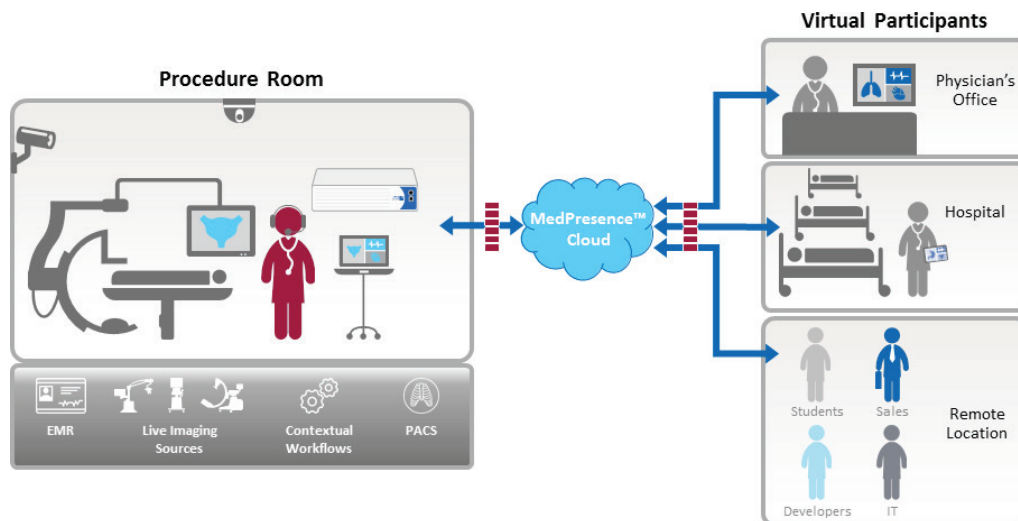 Virtual Participants
Procedure Room
Physician's
Office
MedPresence™
Cloud
Hospital
EMR
Live Imaging
Sources
Contextual
Workflows
PACS
Students
Sales
Remote
Location
Developers
IT